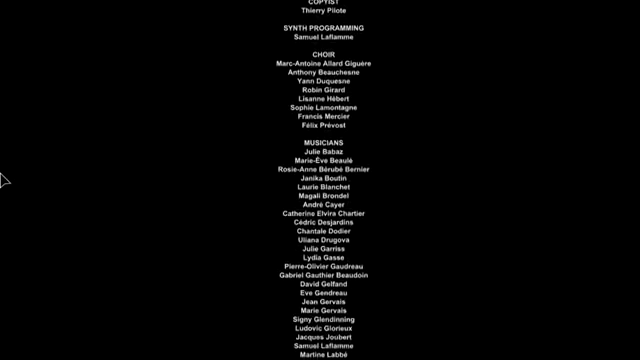 COPYIST
Thierry Pilote
SYNTH PROGRAMMING
Samuel Laflamme
CHOIR
Marc-Antoine Allard Giguère
Anthony Beauchesne
Yann Duquesne
Robin Girard
Lisanne Hébert
Sophie Lamontagne
Francis Mercier
Félix Prévost
MUSICIANS
Julie Babaz
Marie-Ève Beaulé
Rosie-Anne Bérubé Bernier
Janika Boutin
Laurie Blanchet
Magali Brondel
André Cayer
Catherine Elvira Chartier
Cédric Desjardins
Chantale Dodier
Uliana Drugova
Julie Garriss
Lydia Gasse
Pierre-Olivier Gaudreau
Gabriel Gauthier Beaudoin
David Gelfand
Eve Gendreau
Jean Gervais
Marie Gervais
Signy Glendinning
Ludovic Glorieux
Jacques Joubert
Samuel Laflamme
Martine Labbé